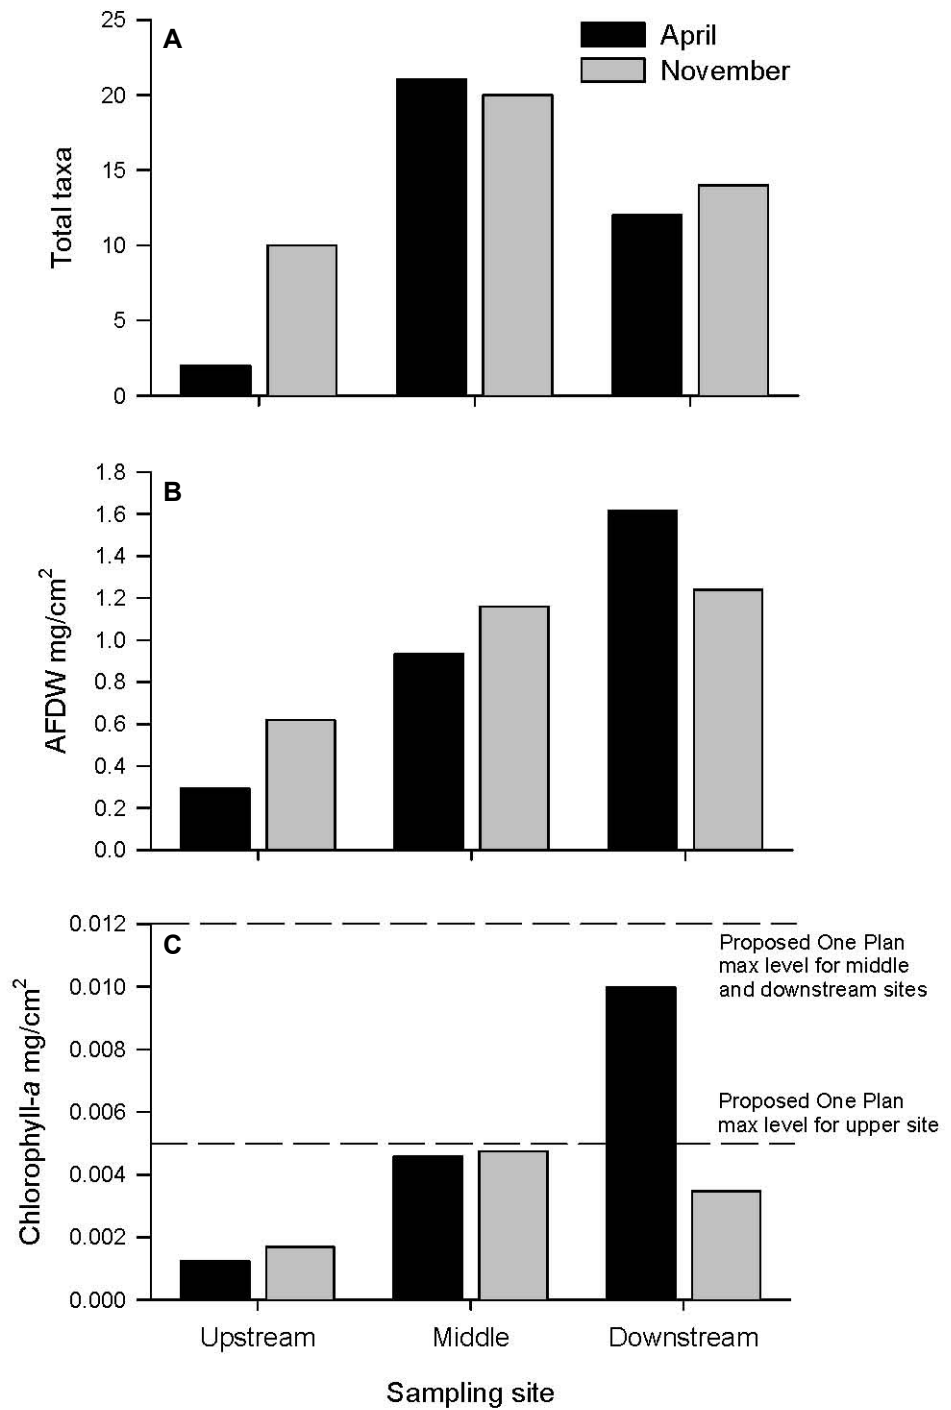 A
April
November
Total taxa
25
20
15
10
5
0
B
AFDW mg/cm²
1.8
1.6
1.4
1.2
1.0
0.8
0.6
0.4
0.2
0.0
C
Chlorophyll-a mg/cm²
0.012
0.010
0.008
0.006
0.004
0.002
0.000
Proposed One Plan
max level for middle
and downstream sites
Proposed One Plan
max level for upper site
Upstream Middle Downstream
Sampling site